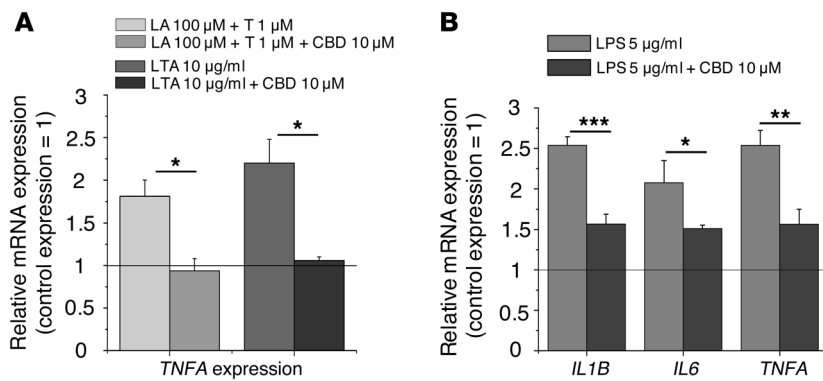 A
LA 100 µM + T 1 µM
LA 100 µM + T 1 µM + CBD 10 µM
LTA 10 µg/ml
LTA 10 µg/ml + CBD 10 µM
Relative mRNA expression
(control expression = 1)
3
2.5
2
1.5
1
0.5
0
*
*
TNFA expression
B
LPS 5 µg/ml
LPS 5 µg/ml + CBD 10 µM
Relative mRNA expression
(control expression = 1)
3
2.5
2
1.5
1
0.5
0
***
*
**
IL1B IL6 TNFA